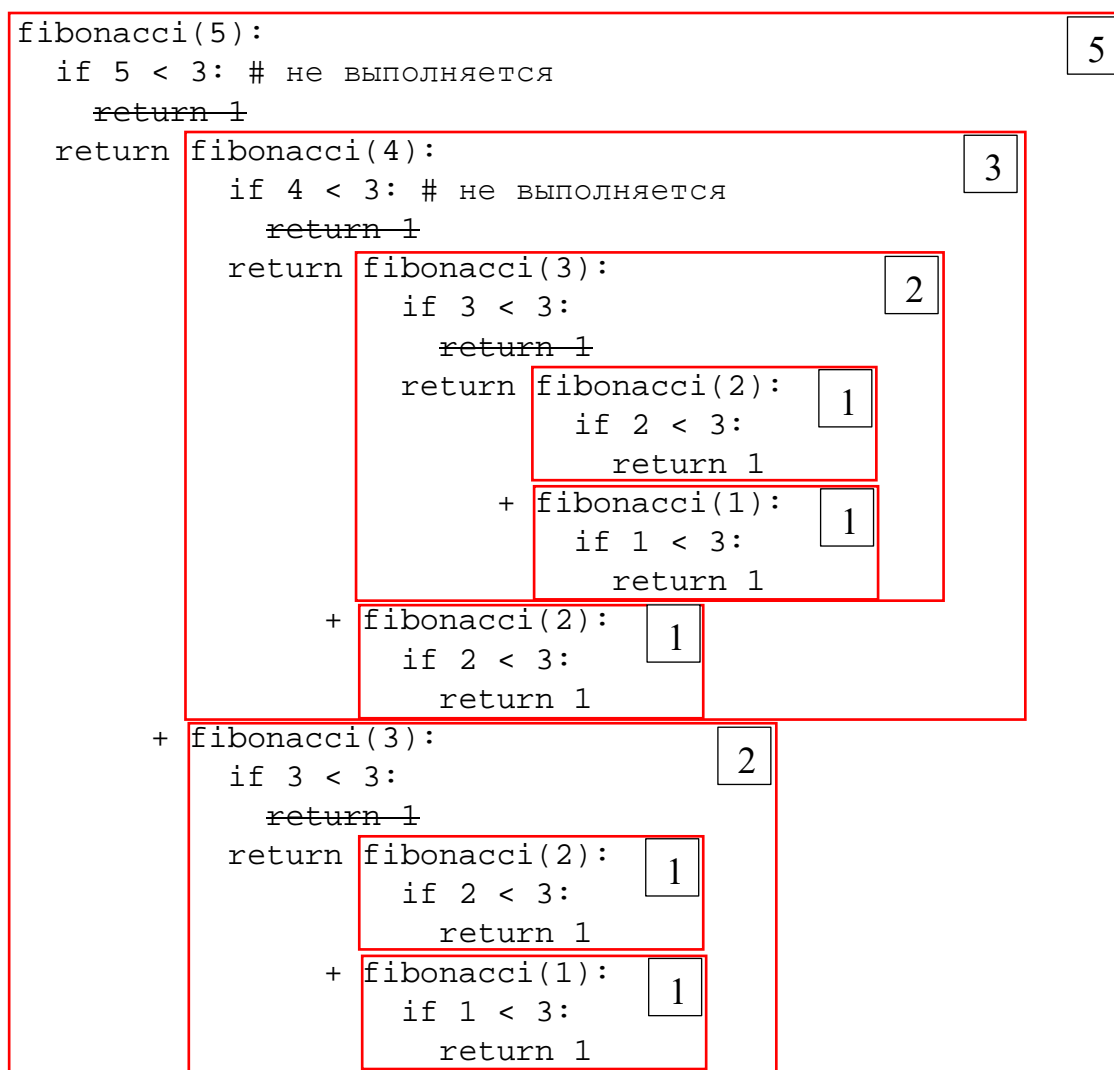 fibonacci(5): 5
  if 5 < 3: # не выполняется
    return 1
  return fibonacci(4): 3
           if 4 < 3: # не выполняется
             return 1
           return fibonacci(3): 2
                    if 3 < 3:
                      return 1
                    return fibonacci(2): 1
                             if 2 < 3:
                               return 1
                         + fibonacci(1): 1
                             if 1 < 3:
                               return 1
                + fibonacci(2): 1
                    if 2 < 3:
                      return 1
       + fibonacci(3): 2
           if 3 < 3:
             return 1
           return fibonacci(2): 1
                    if 2 < 3:
                      return 1
                + fibonacci(1): 1
                    if 1 < 3:
                      return 1